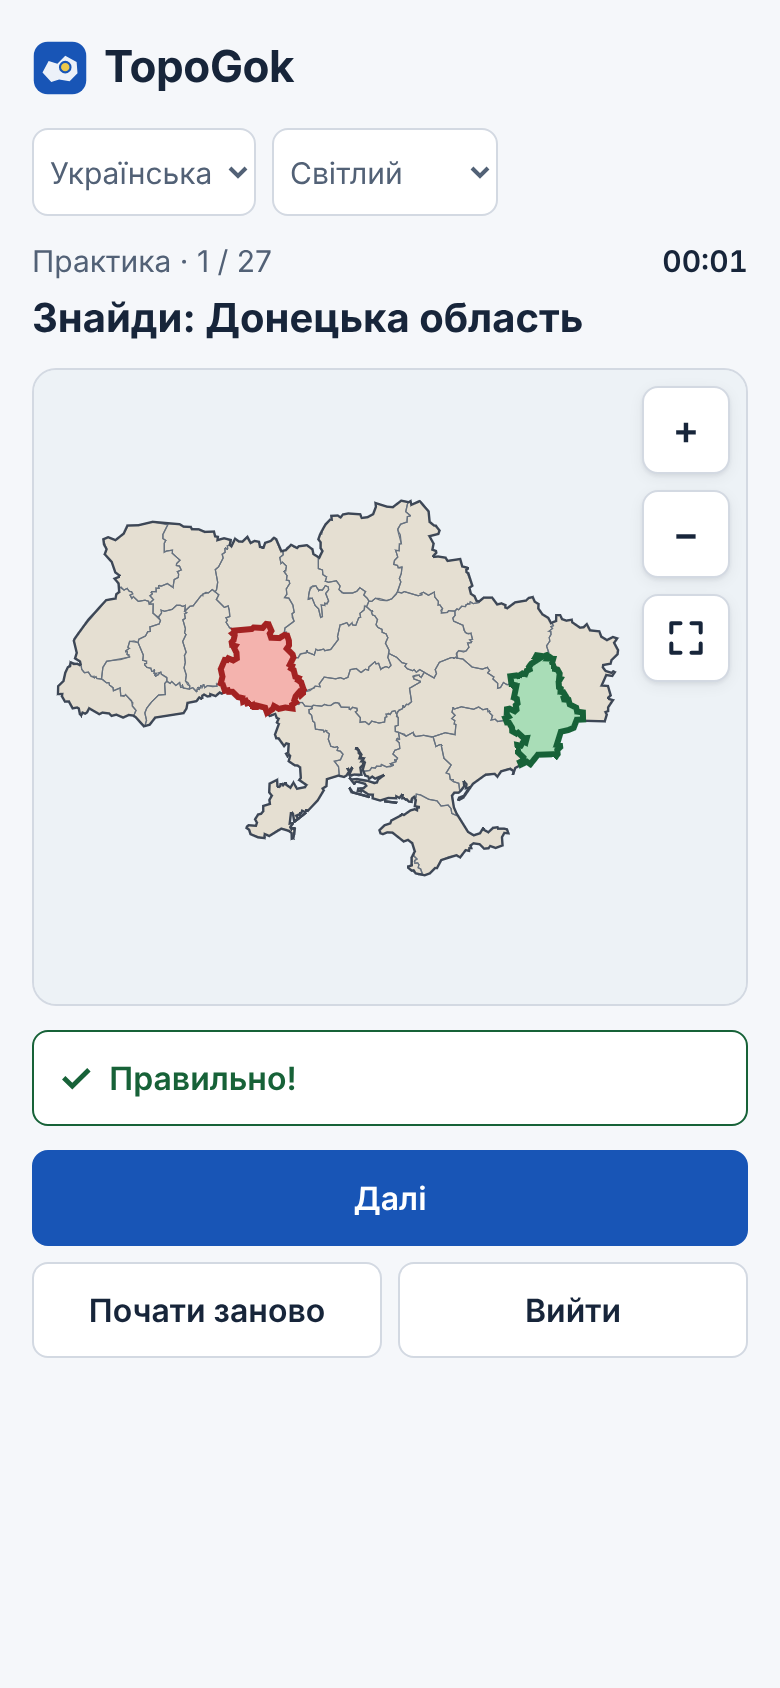 TopoGok
Українська
Світлий
Практика · 1 / 27
00:01
Знайди: Донецька область
+
−
Правильно!
Далі
Почати заново
Вийти